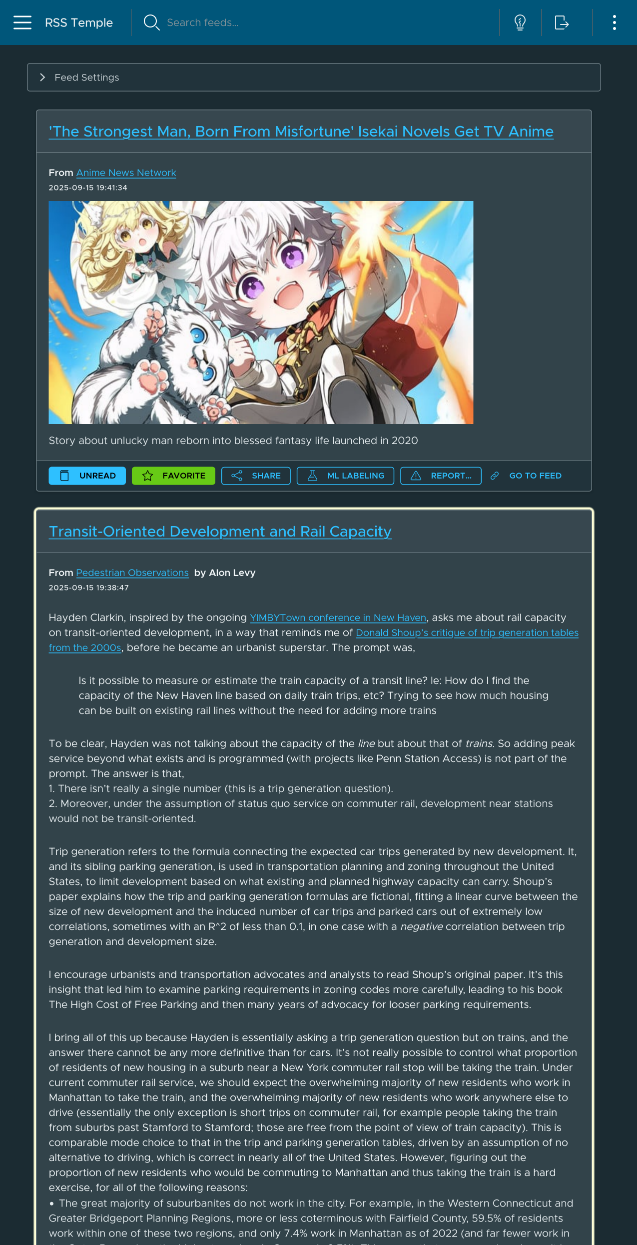 RSS Temple
Search feeds...
Feed Settings
'The Strongest Man, Born From Misfortune' Isekai Novels Get TV Anime
From Anime News Network
2025-09-15 19:41:34
Story about unlucky man reborn into blessed fantasy life launched in 2020
UNREAD FAVORITE SHARE ML LABELING REPORT... GO TO FEED
Transit-Oriented Development and Rail Capacity
From Pedestrian Observations by Alon Levy
2025-09-15 19:38:47
Hayden Clarkin, inspired by the ongoing YIMBYTown conference in New Haven, asks me about rail capacity
on transit-oriented development, in a way that reminds me of Donald Shoup's critique of trip generation tables
from the 2000s, before he became an urbanist superstar. The prompt was,
Is it possible to measure or estimate the train capacity of a transit line? Ie: How do I find the
capacity of the New Haven line based on daily train trips, etc? Trying to see how much housing
can be built on existing rail lines without the need for adding more trains
To be clear, Hayden was not talking about the capacity of the line but about that of trains. So adding peak
service beyond what exists and is programmed (with projects like Penn Station Access) is not part of the
prompt. The answer is that,
1. There isn't really a single number (this is a trip generation question).
2. Moreover, under the assumption of status quo service on commuter rail, development near stations
would not be transit-oriented.
Trip generation refers to the formula connecting the expected car trips generated by new development. It,
and its sibling parking generation, is used in transportation planning and zoning throughout the United
States, to limit development based on what existing and planned highway capacity can carry. Shoup's
paper explains how the trip and parking generation formulas are fictional, fitting a linear curve between the
size of new development and the induced number of car trips and parked cars out of extremely low
correlations, sometimes with an R^2 of less than 0.1, in one case with a negative correlation between trip
generation and development size.
I encourage urbanists and transportation advocates and analysts to read Shoup's original paper. It's this
insight that led him to examine parking requirements in zoning codes more carefully, leading to his book
The High Cost of Free Parking and then many years of advocacy for looser parking requirements.
I bring all of this up because Hayden is essentially asking a trip generation question but on trains, and the
answer there cannot be any more definitive than for cars. It's not really possible to control what proportion
of residents of new housing in a suburb near a New York commuter rail stop will be taking the train. Under
current commuter rail service, we should expect the overwhelming majority of new residents who work in
Manhattan to take the train, and the overwhelming majority of new residents who work anywhere else to
drive (essentially the only exception is short trips on commuter rail, for example people taking the train
from suburbs past Stamford to Stamford; those are free from the point of view of train capacity). This is
comparable mode choice to that in the trip and parking generation tables, driven by an assumption of no
alternative to driving, which is correct in nearly all of the United States. However, figuring out the
proportion of new residents who would be commuting to Manhattan and thus taking the train is a hard
exercise, for all of the following reasons:
• The great majority of suburbanites do not work in the city. For example, in the Western Connecticut and
Greater Bridgeport Planning Regions, more or less coterminous with Fairfield County, 59.5% of residents
work within one of these two regions, and only 7.4% work in Manhattan as of 2022 (and far fewer work in